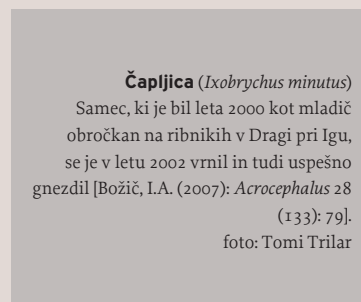 Čapljica (Ixobrychus minutus)
Samec, ki je bil leta 2000 kot mladič
obročkan na ribnikih v Dragi pri Igu,
se je v letu 2002 vrnil in tudi uspešno
gnezdil [Božič, I.A. (2007): Acrocephalus 28
(133): 79].
foto: Tomi Trilar